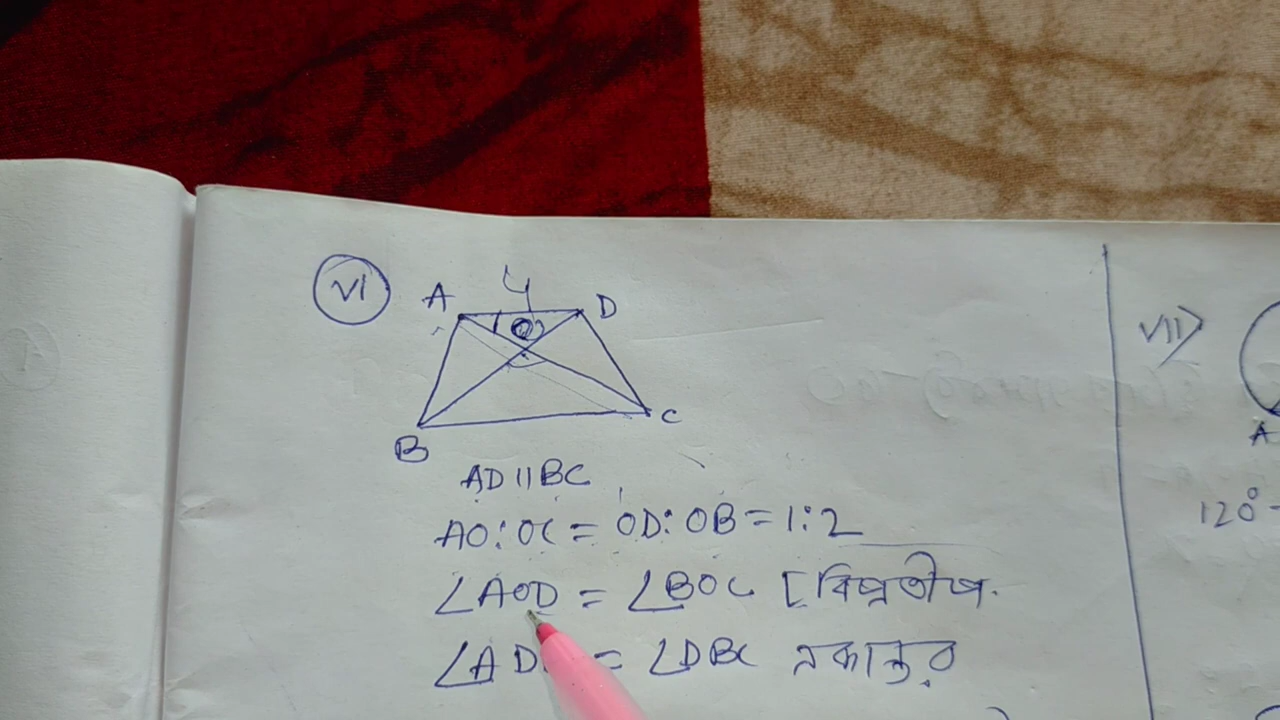 VI
A 4 D
B C
AD || BC
AO : OC = OD : OB = 1:2
∠AOD = ∠BOC [বিপ্রতীপ.
∠AD = ∠DBC একান্তর
VII>
A
120°-